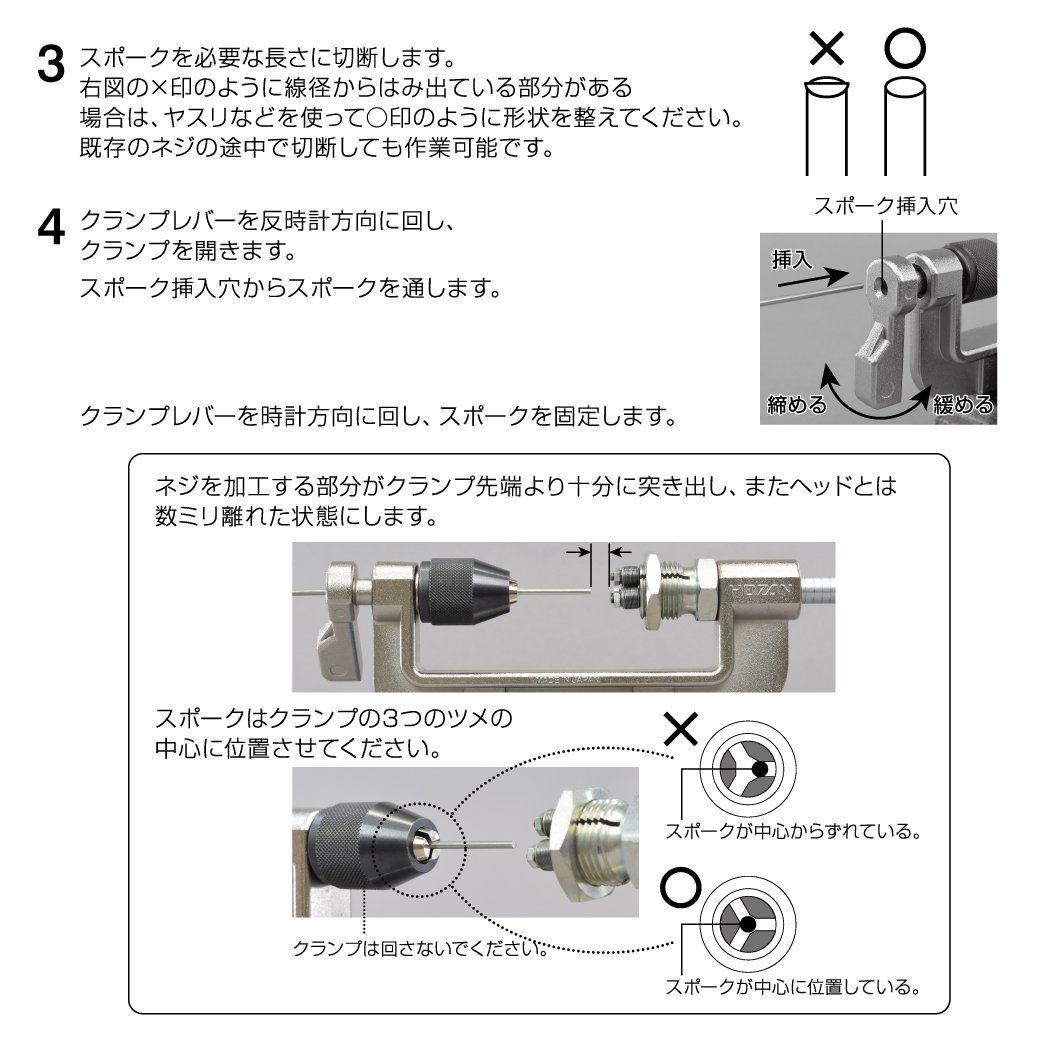 3 スポークを必要な長さに切断します。
右図の×印のように線径からはみ出ている部分がある
場合は、ヤスリなどを使って○印のように形状を整えてください。
既存のネジの途中で切断しても作業可能です。
× ○
4 クランプレバーを反時計方向に回し、
クランプを開きます。
スポーク挿入穴からスポークを通します。
スポーク挿入穴
挿入
締める 緩める
クランプレバーを時計方向に回し、スポークを固定します。
ネジを加工する部分がクランプ先端より十分に突き出し、またヘッドとは
数ミリ離れた状態にします。
HOZAN
MADE IN JAPAN
スポークはクランプの3つのツメの
中心に位置させてください。
×
スポークが中心からずれている。
○
クランプは回さないでください。
スポークが中心に位置している。